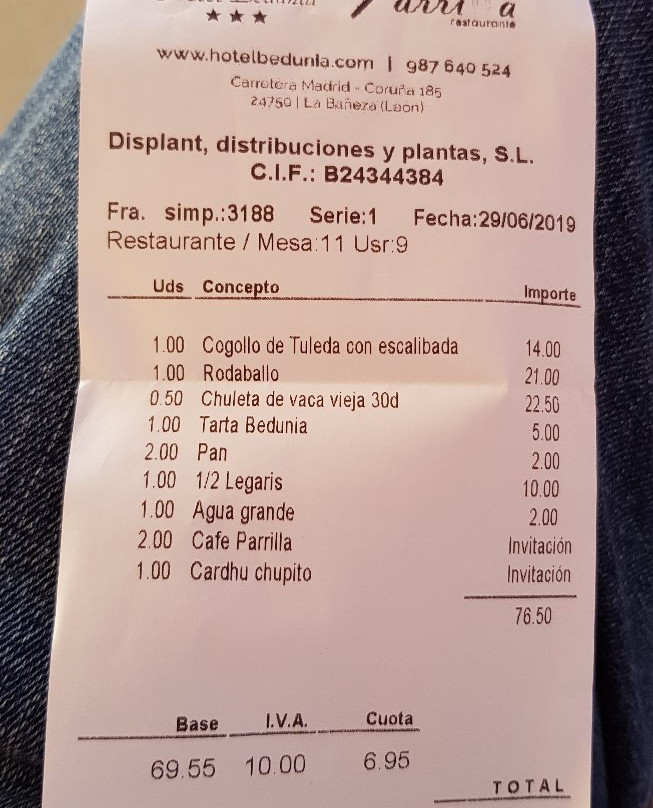 ★★★
restaurante
www.hotelbedunia.com | 987 640 524
Carretera Madrid - Coruña 185
24750 | La Bañeza (León)
Displant, distribuciones y plantas, S.L.
C.I.F.: B24344384
Fra. simp.:3188 Serie:1 Fecha:29/06/2019
Restaurante / Mesa:11 Usr:9
Uds Concepto Importe
1.00 Cogollo de Tuleda con escalibada 14.00
1.00 Rodaballo 21.00
0.50 Chuleta de vaca vieja 30d 22.50
1.00 Tarta Bedunia 5.00
2.00 Pan 2.00
1.00 1/2 Legaris 10.00
1.00 Agua grande 2.00
2.00 Cafe Parrilla Invitación
1.00 Cardhu chupito Invitación
76.50
Base I.V.A. Cuota
69.55 10.00 6.95
TOTAL